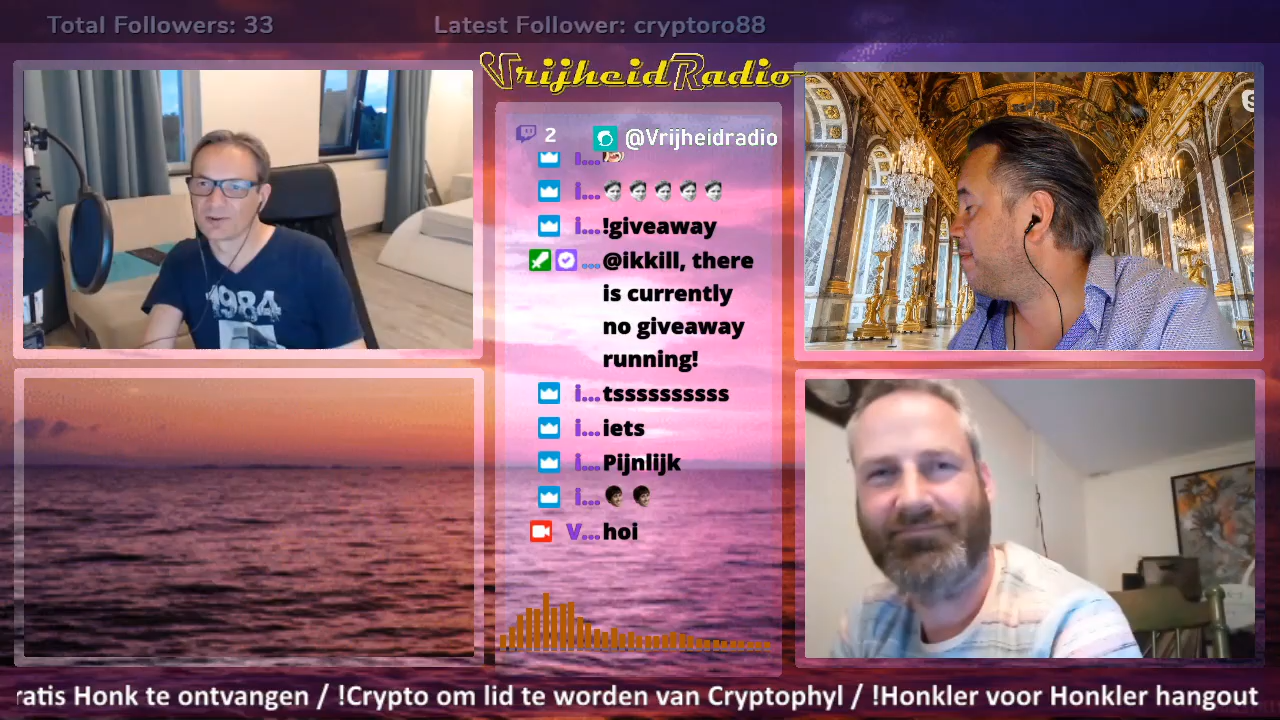 Total Followers: 33
Latest Follower: cryptoro88
VrijheidRadio
2 @Vrijheidradio
i...
i...
i... !giveaway
... @ikkill, there
is currently
no giveaway
running!
i... tssssssssss
i... iets
i... Pijnlijk
i...
V... hoi
1984
ratis Honk te ontvangen / !Crypto om lid te worden van Cryptophyl / !Honkler voor Honkler hangout